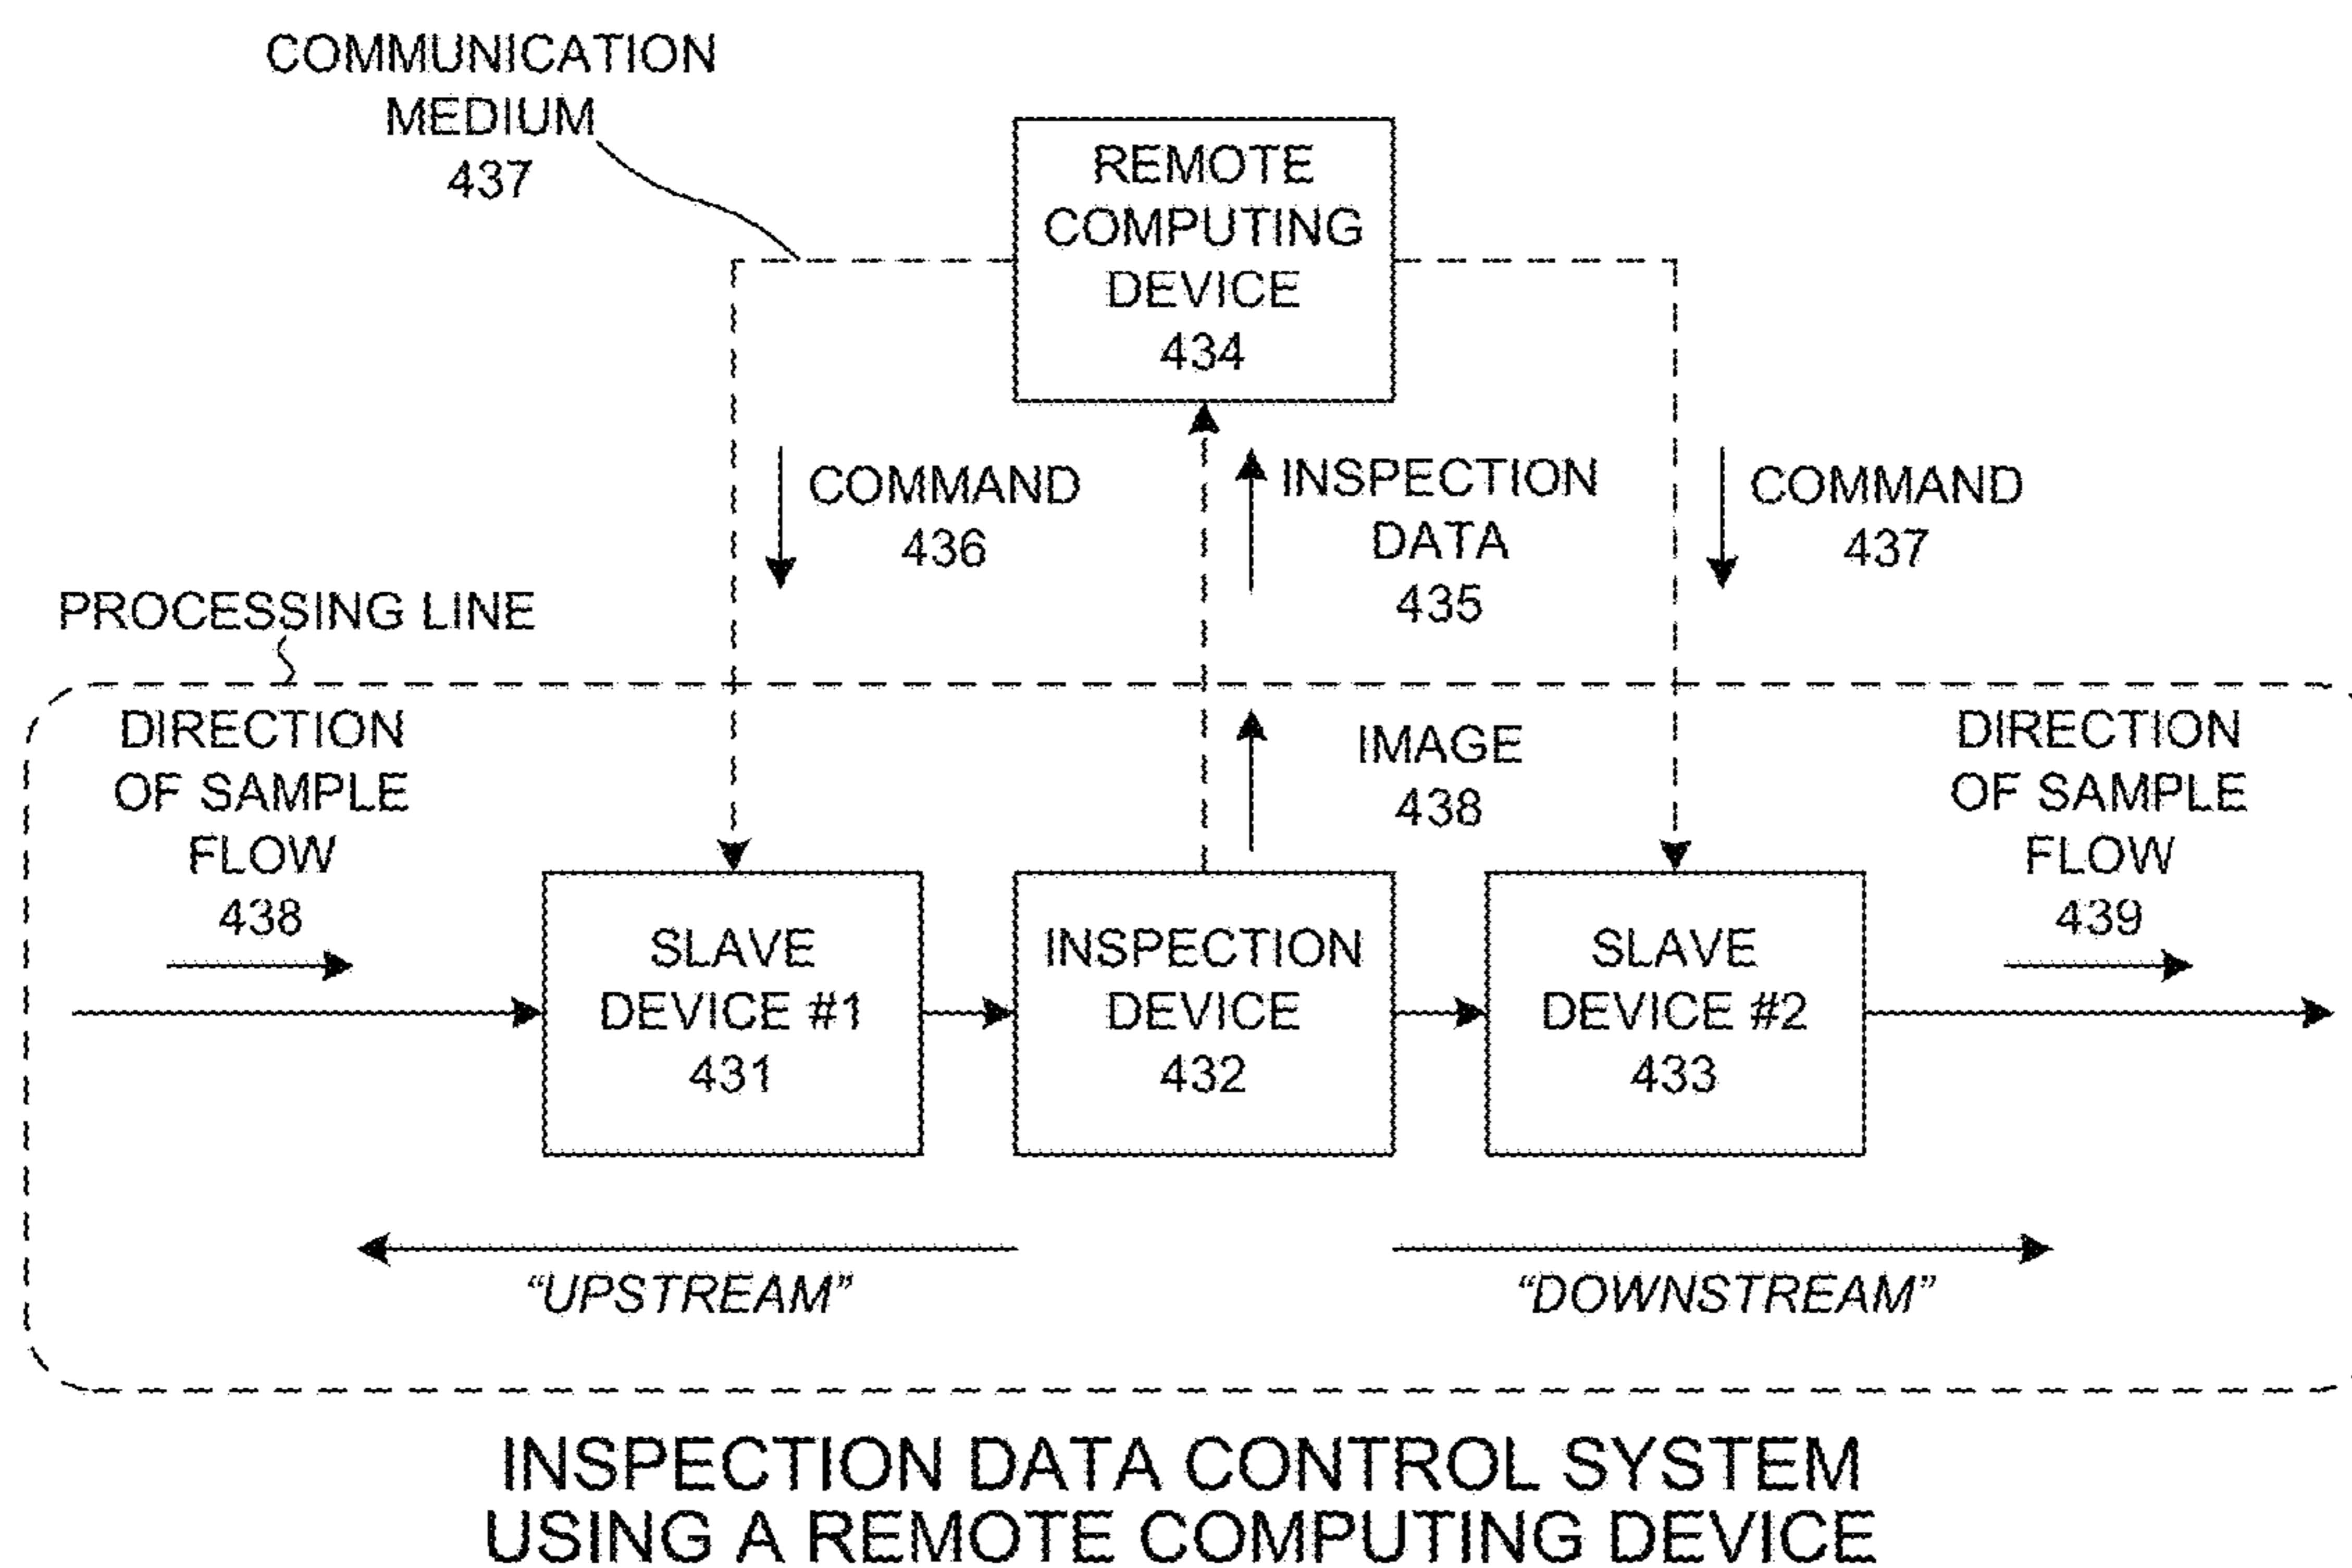 COMMUNICATION
MEDIUM
437
REMOTE
COMPUTING
DEVICE
434
COMMAND
436
INSPECTION
DATA
435
COMMAND
437
PROCESSING LINE
DIRECTION
OF SAMPLE
FLOW
438
IMAGE
438
DIRECTION
OF SAMPLE
FLOW
439
SLAVE
DEVICE #1
431
INSPECTION
DEVICE
432
SLAVE
DEVICE #2
433
“UPSTREAM”
“DOWNSTREAM”
INSPECTION DATA CONTROL SYSTEM
USING A REMOTE COMPUTING DEVICE